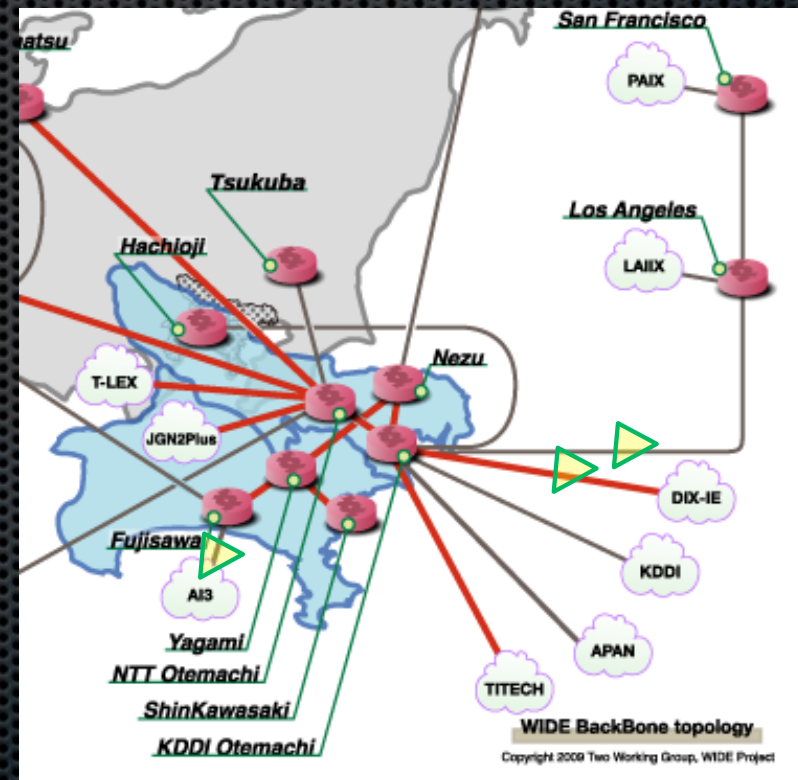 San Francisco
PAIX
Tsukuba
Los Angeles
Hachioji
LAIIX
Nezu
T-LEX
JGN2Plus
DIX-IE
Fujisawa
KDDI
AI3
Yagami
APAN
NTT Otemachi
TITECH
ShinKawasaki
WIDE BackBone topology
KDDI Otemachi
Copyright 2009 Two Working Group, WIDE Project